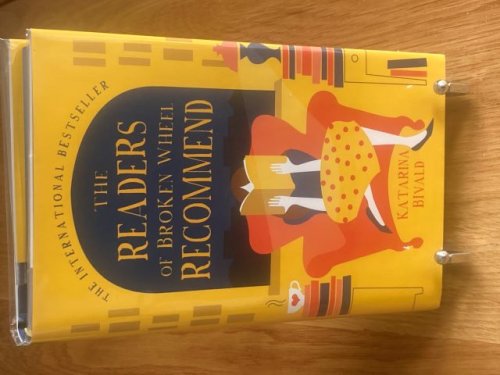 THE INTERNATIONAL BESTSELLER
THE
READERS
OF BROKEN WHEEL
RECOMMEND
KATARINA
BIVALD